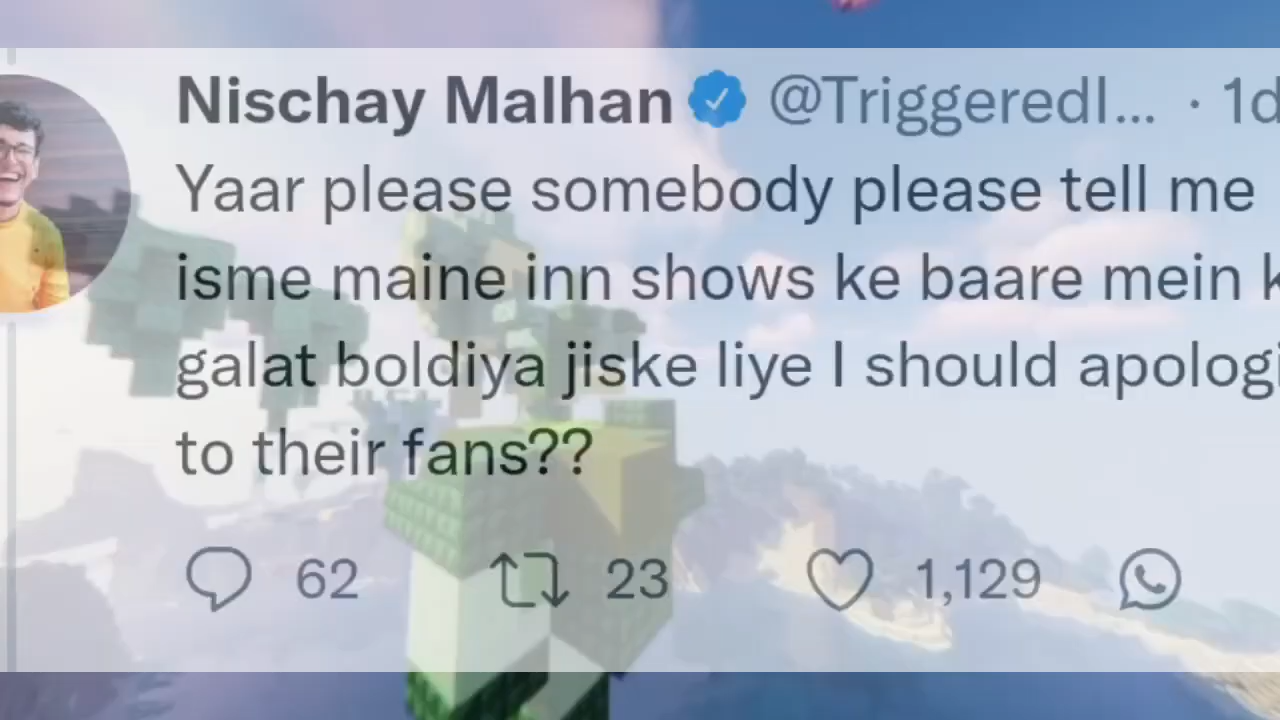 Nischay Malhan @TriggeredI... · 1d
Yaar please somebody please tell me
isme maine inn shows ke baare mein
galat boldiya jiske liye I should
to their fans??
62 23 1,129